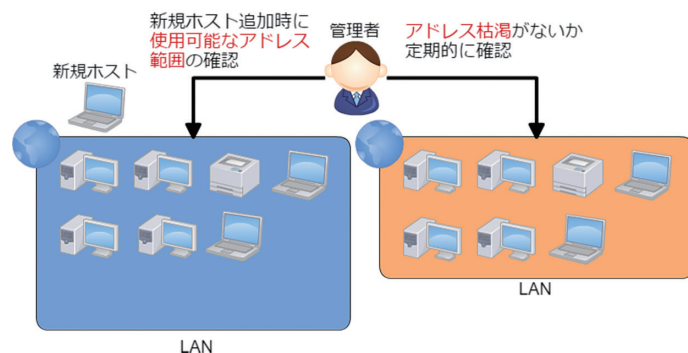 新規ホスト追加時に
使用可能なアドレス
範囲の確認
管理者
アドレス枯渇がないか
定期的に確認
新規ホスト
LAN
LAN